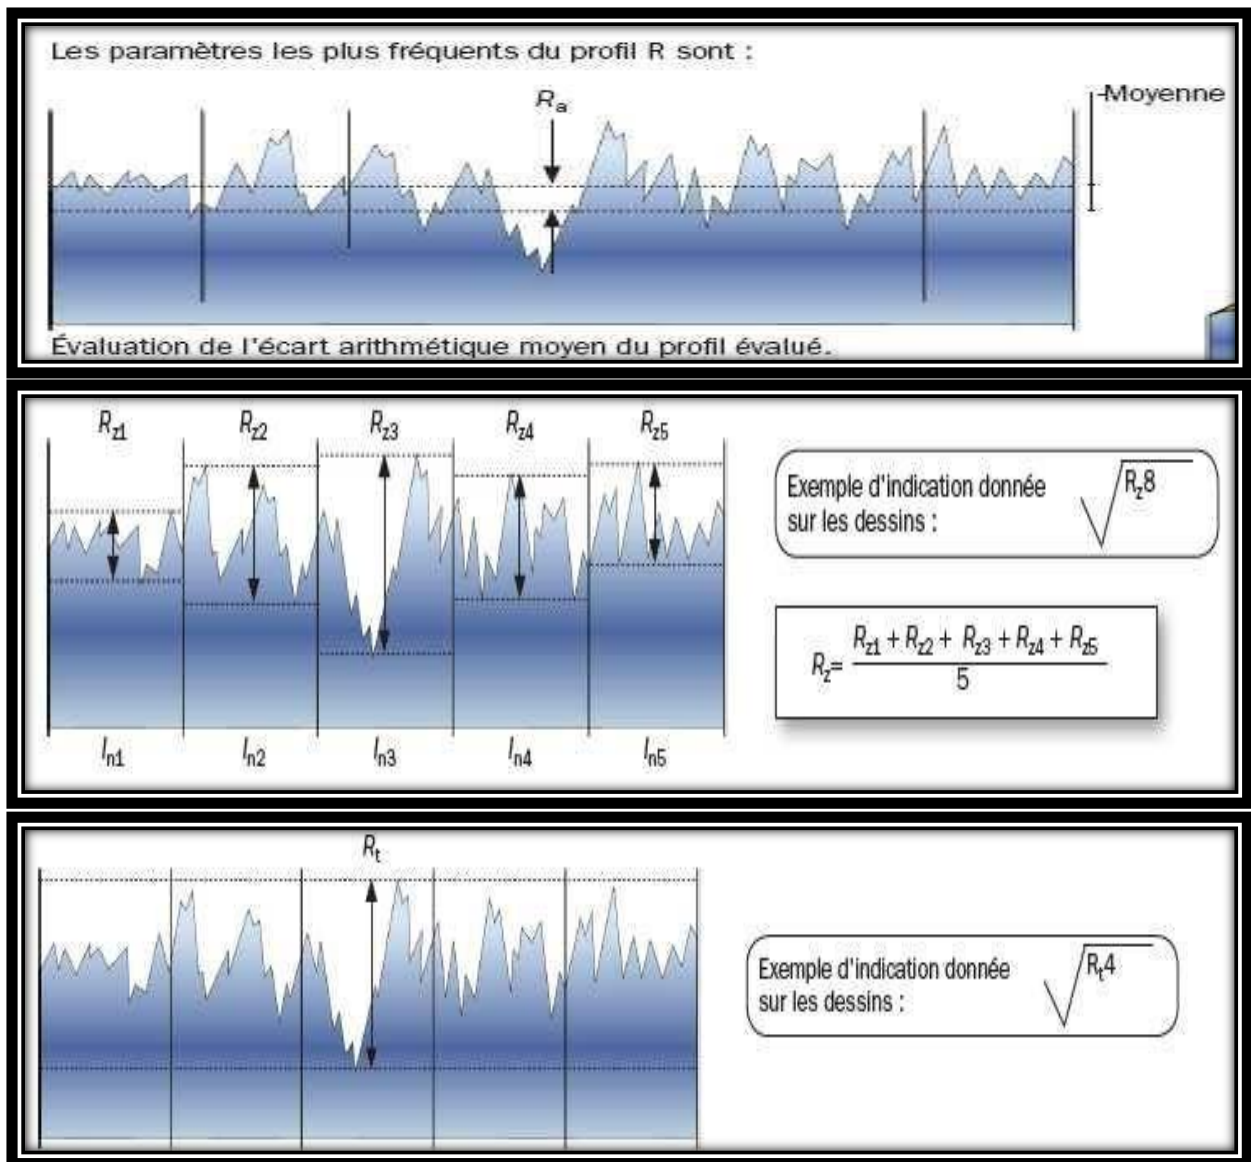 Les paramètres les plus fréquents du profil R sont :
Ra
Moyenne
Évaluation de l'écart arithmétique moyen du profil évalué.
Rz1 Rz2 Rz3 Rz4 Rz5
Exemple d'indication donnée
sur les dessins :
Rz8
Rz= Rz1 + Rz2 + Rz3 + Rz4 + Rz5
5
ln1 ln2 ln3 ln4 ln5
Rt
Exemple d'indication donnée
sur les dessins :
Rt4